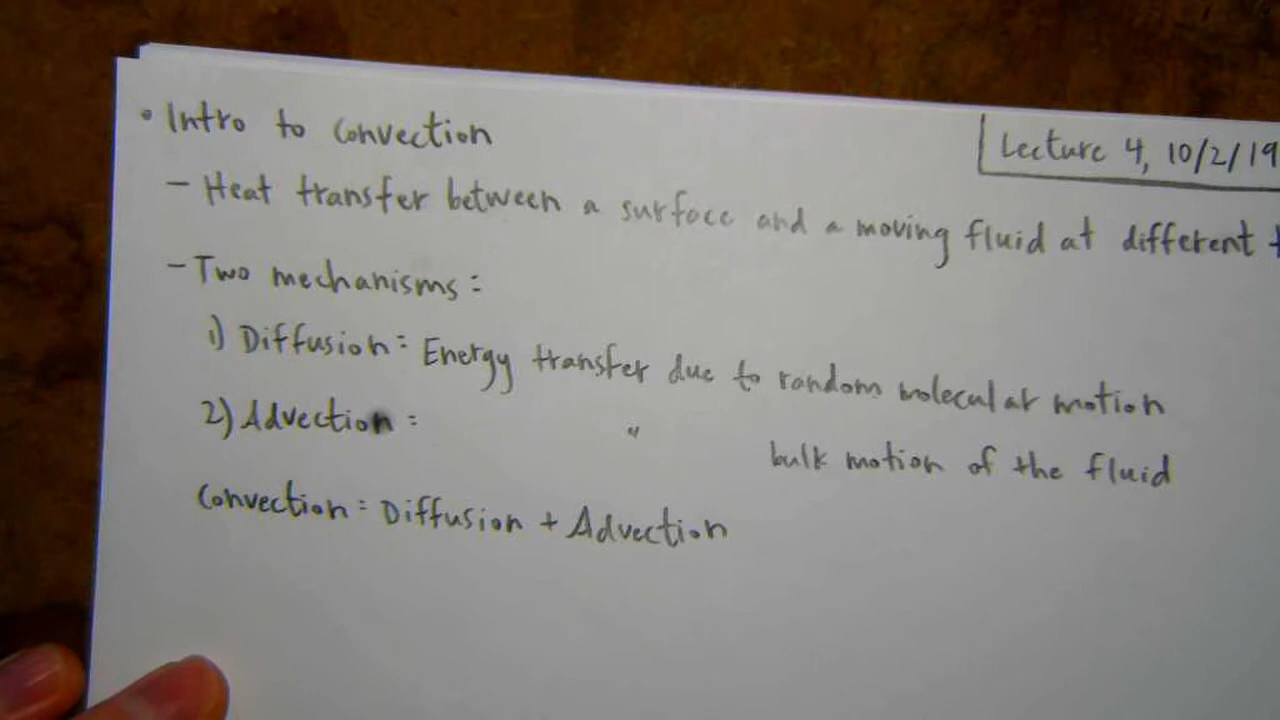 • Intro to convection
Lecture 4, 10/2/19
- Heat transfer between a surface and a moving fluid at different
- Two mechanisms:
1) Diffusion: Energy transfer due to random molecular motion
2) Advection: " bulk motion of the fluid
Convection = Diffusion + Advection